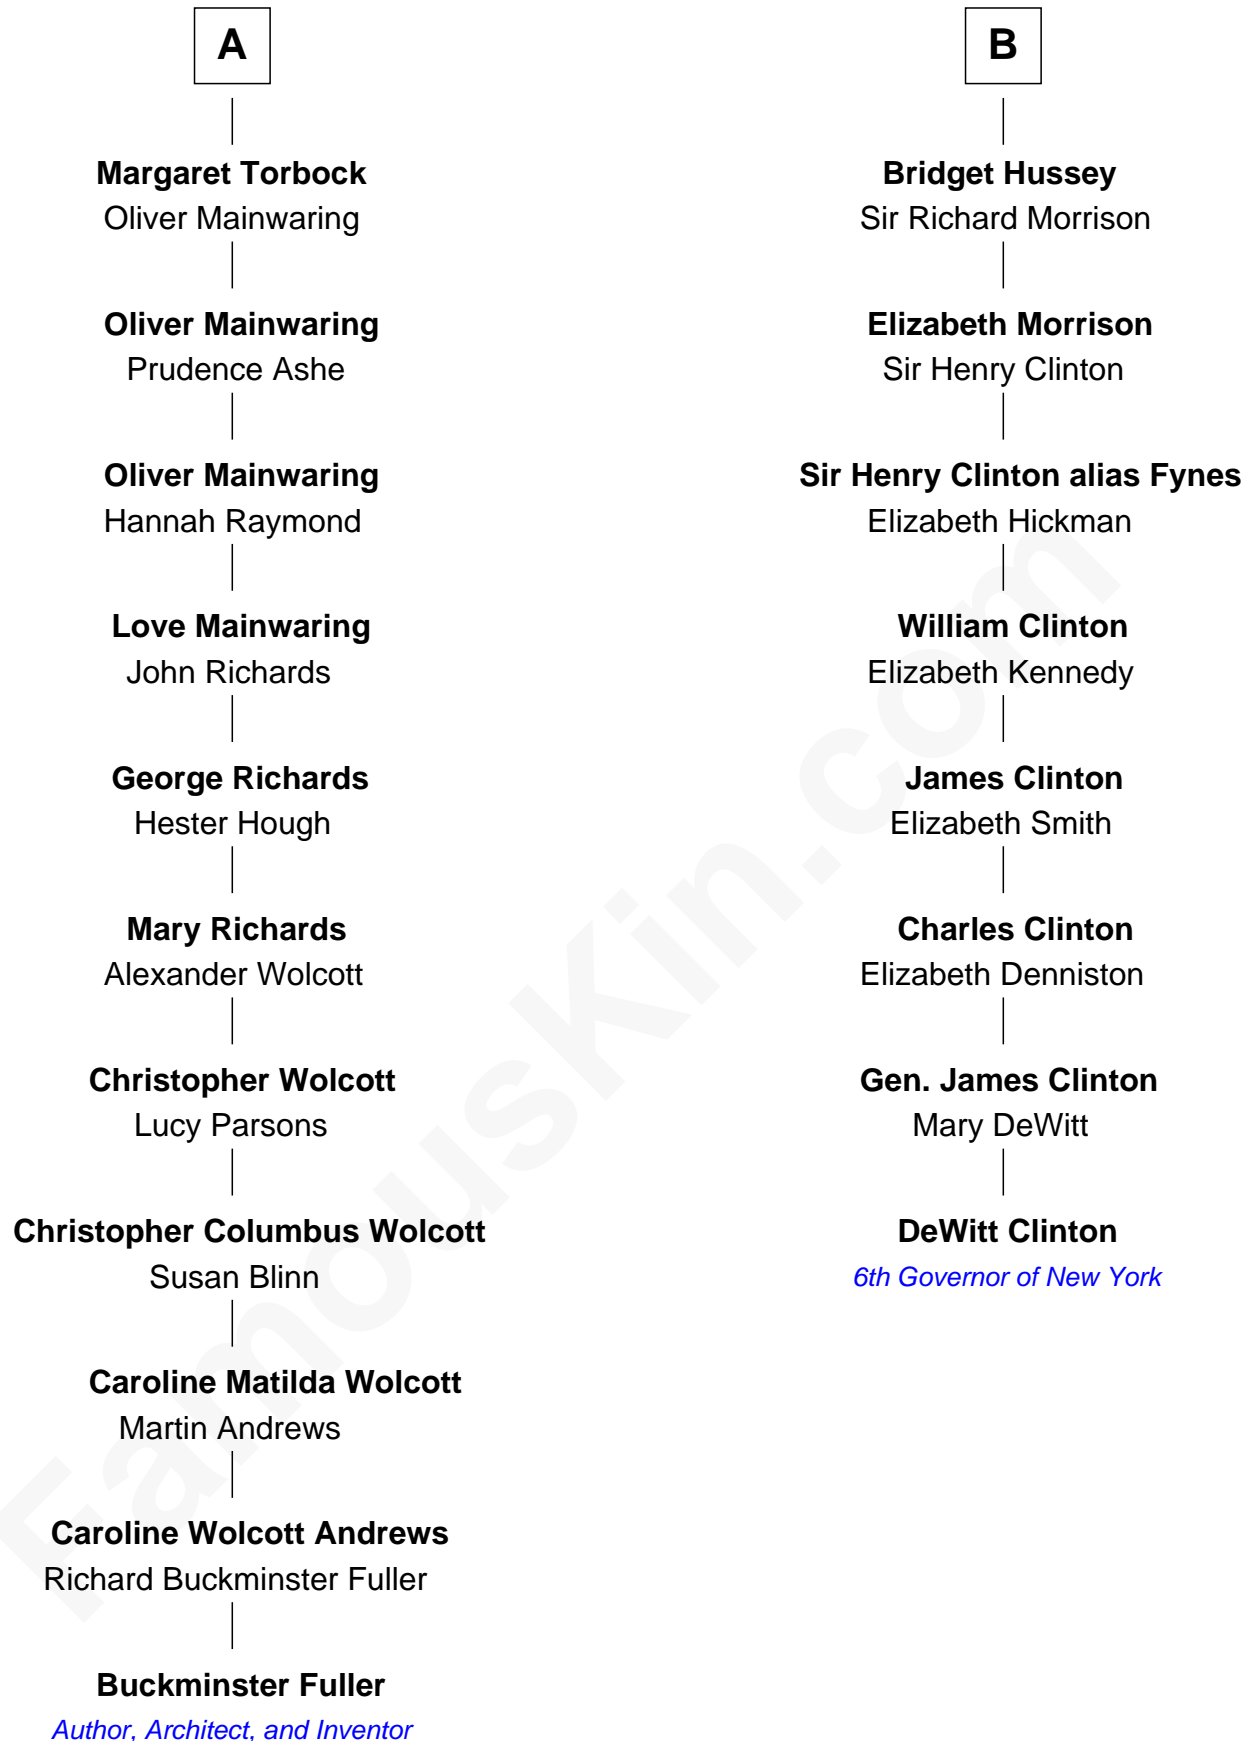 A
Margaret Torbock
Oliver Mainwaring
Oliver Mainwaring
Prudence Ashe
Oliver Mainwaring
Hannah Raymond
Love Mainwaring
John Richards
George Richards
Hester Hough
Mary Richards
Alexander Wolcott
Christopher Wolcott
Lucy Parsons
Christopher Columbus Wolcott
Susan Blinn
Caroline Matilda Wolcott
Martin Andrews
Caroline Wolcott Andrews
Richard Buckminster Fuller
Buckminster Fuller
Author, Architect, and Inventor
B
Bridget Hussey
Sir Richard Morrison
Elizabeth Morrison
Sir Henry Clinton
Sir Henry Clinton alias Fynes
Elizabeth Hickman
William Clinton
Elizabeth Kennedy
James Clinton
Elizabeth Smith
Charles Clinton
Elizabeth Denniston
Gen. James Clinton
Mary DeWitt
DeWitt Clinton
6th Governor of New York
FamousKin.com